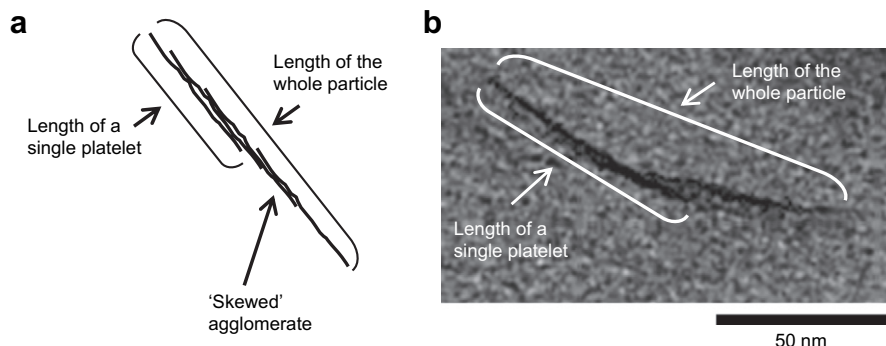 a
Length of the
whole particle
Length of a
single platelet
‘Skewed’
agglomerate
b
Length of the
whole particle
Length of a
single platelet
50 nm